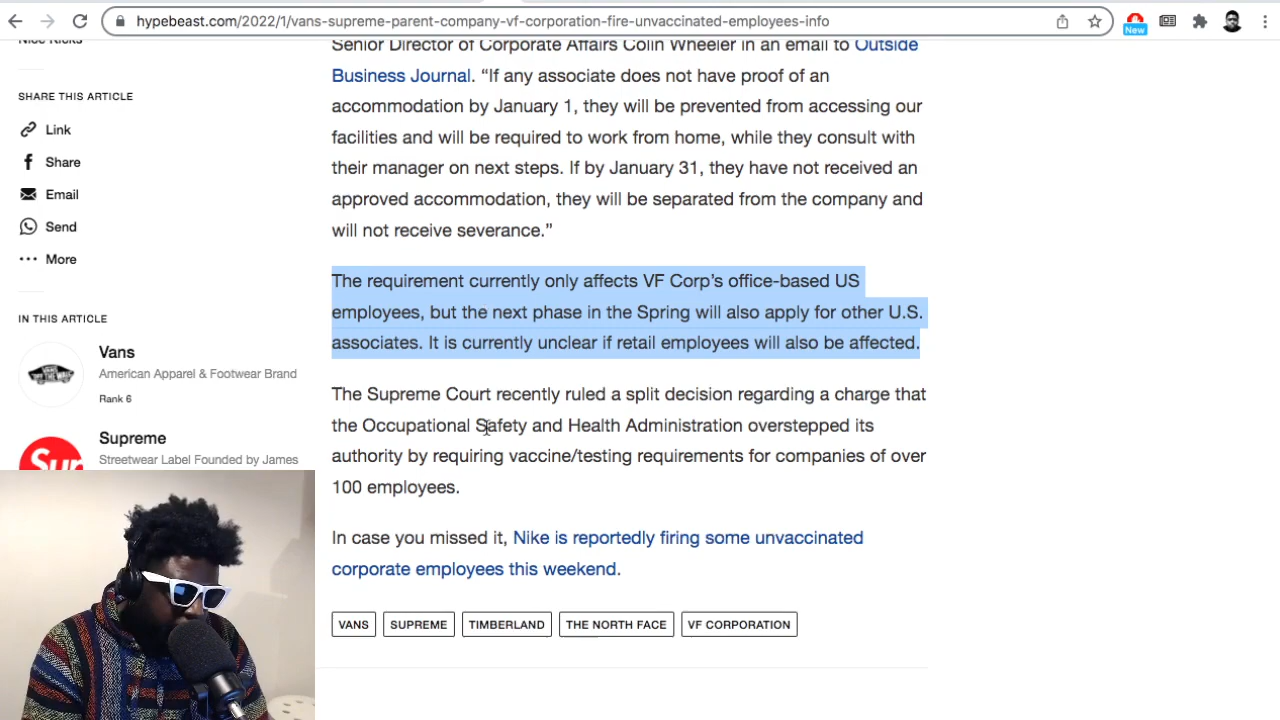 hypebeast.com/2022/1/vans-supreme-parent-company-vf-corporation-fire-unvaccinated-employees-info
New
Nice Kicks
SHARE THIS ARTICLE
Link
Share
Email
Send
More
IN THIS ARTICLE
VANS
"OFF THE WALL"
Vans
American Apparel & Footwear Brand
Rank 6
Sup
Supreme
Streetwear Label Founded by James
Senior Director of Corporate Affairs Colin Wheeler in an email to Outside
Business Journal. “If any associate does not have proof of an
accommodation by January 1, they will be prevented from accessing our
facilities and will be required to work from home, while they consult with
their manager on next steps. If by January 31, they have not received an
approved accommodation, they will be separated from the company and
will not receive severance.”
The requirement currently only affects VF Corp’s office-based US
employees, but the next phase in the Spring will also apply for other U.S.
associates. It is currently unclear if retail employees will also be affected.
The Supreme Court recently ruled a split decision regarding a charge that
the Occupational Safety and Health Administration overstepped its
authority by requiring vaccine/testing requirements for companies of over
100 employees.
In case you missed it, Nike is reportedly firing some unvaccinated
corporate employees this weekend.
VANS
SUPREME
TIMBERLAND
THE NORTH FACE
VF CORPORATION